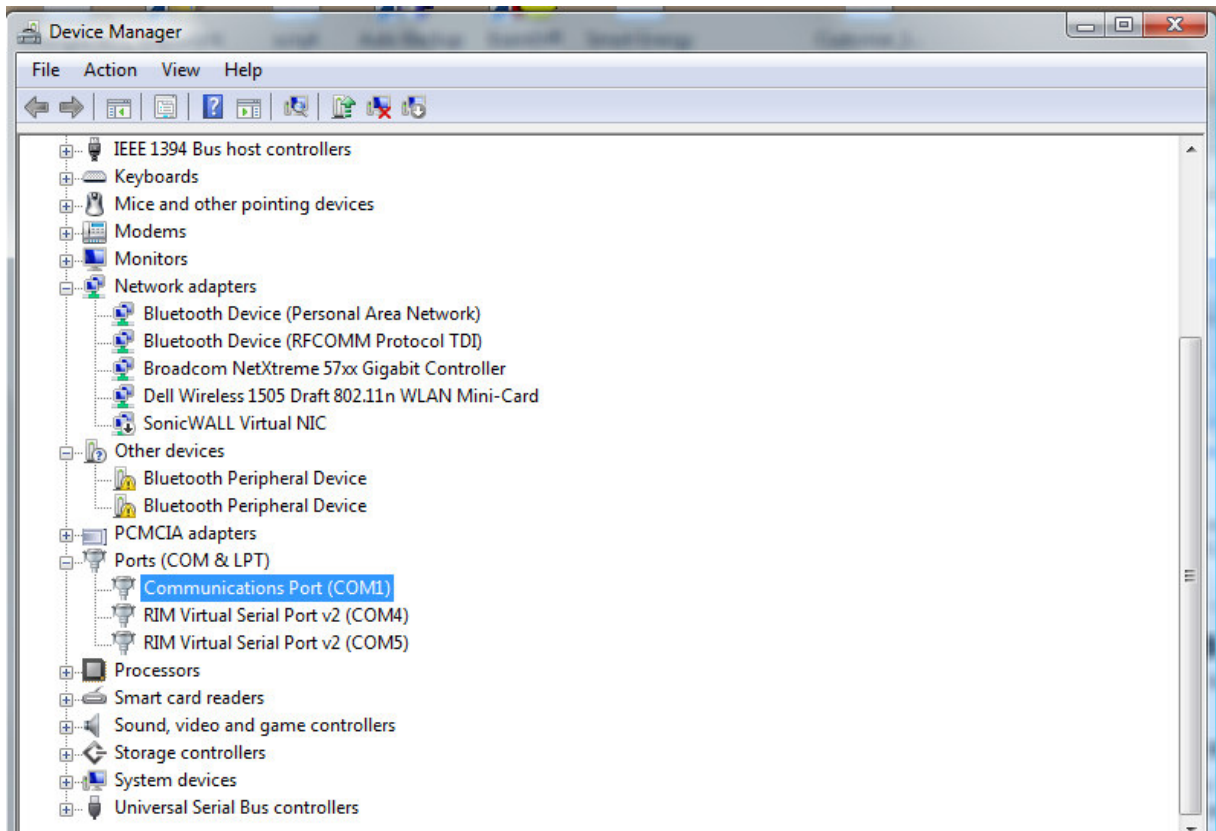 Device Manager
File Action View Help
IEEE 1394 Bus host controllers
Keyboards
Mice and other pointing devices
Modems
Monitors
Network adapters
Bluetooth Device (Personal Area Network)
Bluetooth Device (RFCOMM Protocol TDI)
Broadcom NetXtreme 57xx Gigabit Controller
Dell Wireless 1505 Draft 802.11n WLAN Mini-Card
SonicWALL Virtual NIC
Other devices
Bluetooth Peripheral Device
Bluetooth Peripheral Device
PCMCIA adapters
Ports (COM & LPT)
Communications Port (COM1)
RIM Virtual Serial Port v2 (COM4)
RIM Virtual Serial Port v2 (COM5)
Processors
Smart card readers
Sound, video and game controllers
Storage controllers
System devices
Universal Serial Bus controllers